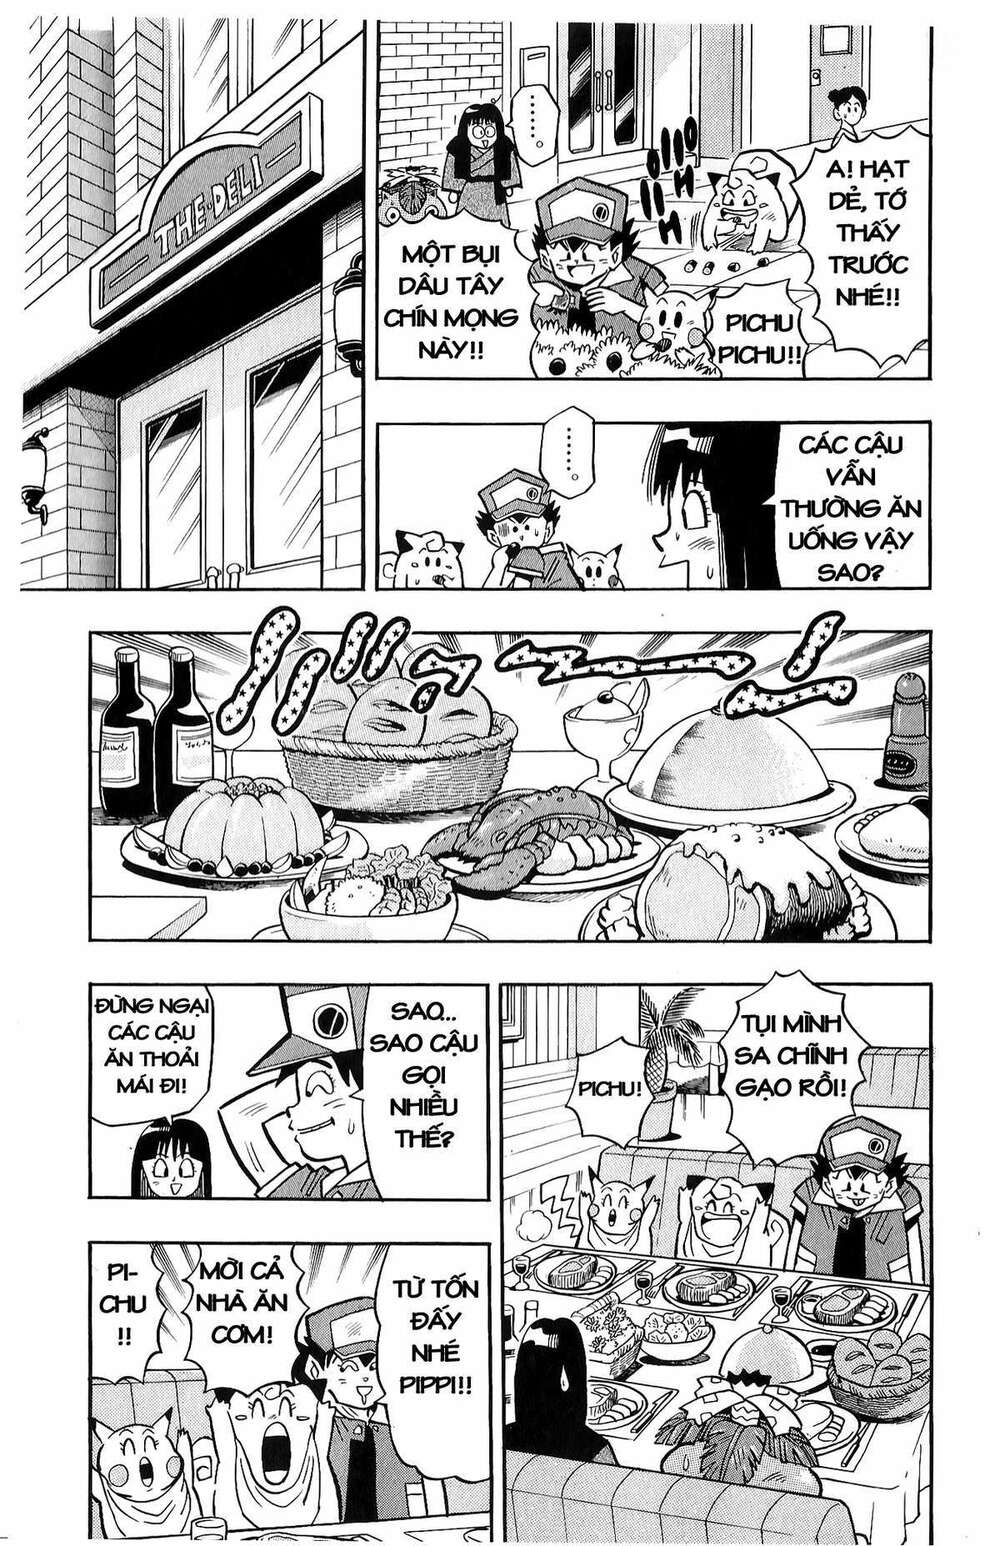 A! HẠT
DẺ, TỚ
THẤY
TRƯỚC
NHÉ!!
MỘT BỤI
DÂU TÂY
CHÍN MỌNG
NÀY!!
PICHU
PICHU!!
THE·DELI
CÁC CẬU
VẪN
THƯỜNG ĂN
UỐNG VẬY
SAO?
SAO...
SAO CẬU
GỌI
NHIỀU
THẾ?
ĐỪNG NGẠI
CÁC CẬU
ĂN THOẢI
MÁI ĐI!
TỤI MÌNH
SA CHĨNH
GẠO RỒI!
PICHU!
TỪ TỐN
ĐẤY
NHÉ
PIPPI!!
MỜI CẢ
NHÀ ĂN
CƠM!
PI-
CHU
!!